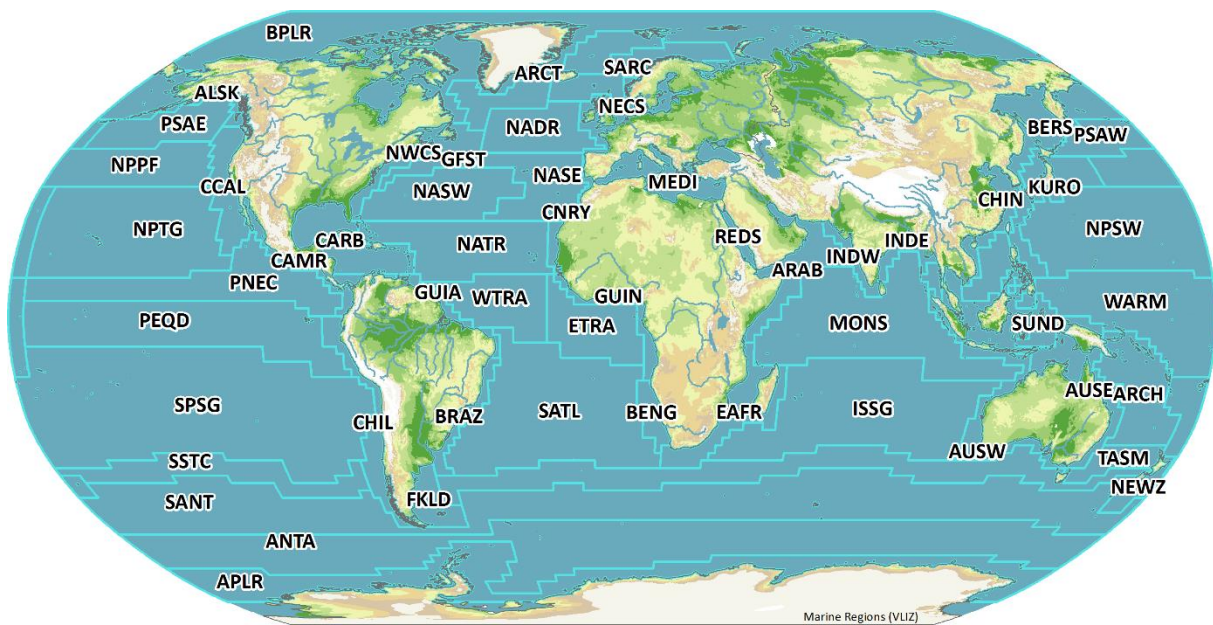 BPLR
ARCT
SARC
ALSK
NECS
PSAE
NADR
BERS
PSAW
NPPF
NWCS
GFST
NASE
MEDI
CCAL
CHIN
KURO
CNRY
NPTG
CARB
NATR
NASW
REDS
INDE
NPSW
CAMR
INDW
ARAB
PNEC
GUIA
WTRA
GUIN
WARM
PEQD
ETRA
MONS
SUND
SPSG
CHIL
BRAZ
SATL
BENG
EAFR
ISSG
AUSE
ARCH
AUSW
SSTC
TASM
SANT
FKLD
NEWZ
ANTA
APLR
Marine Regions (VLIZ)